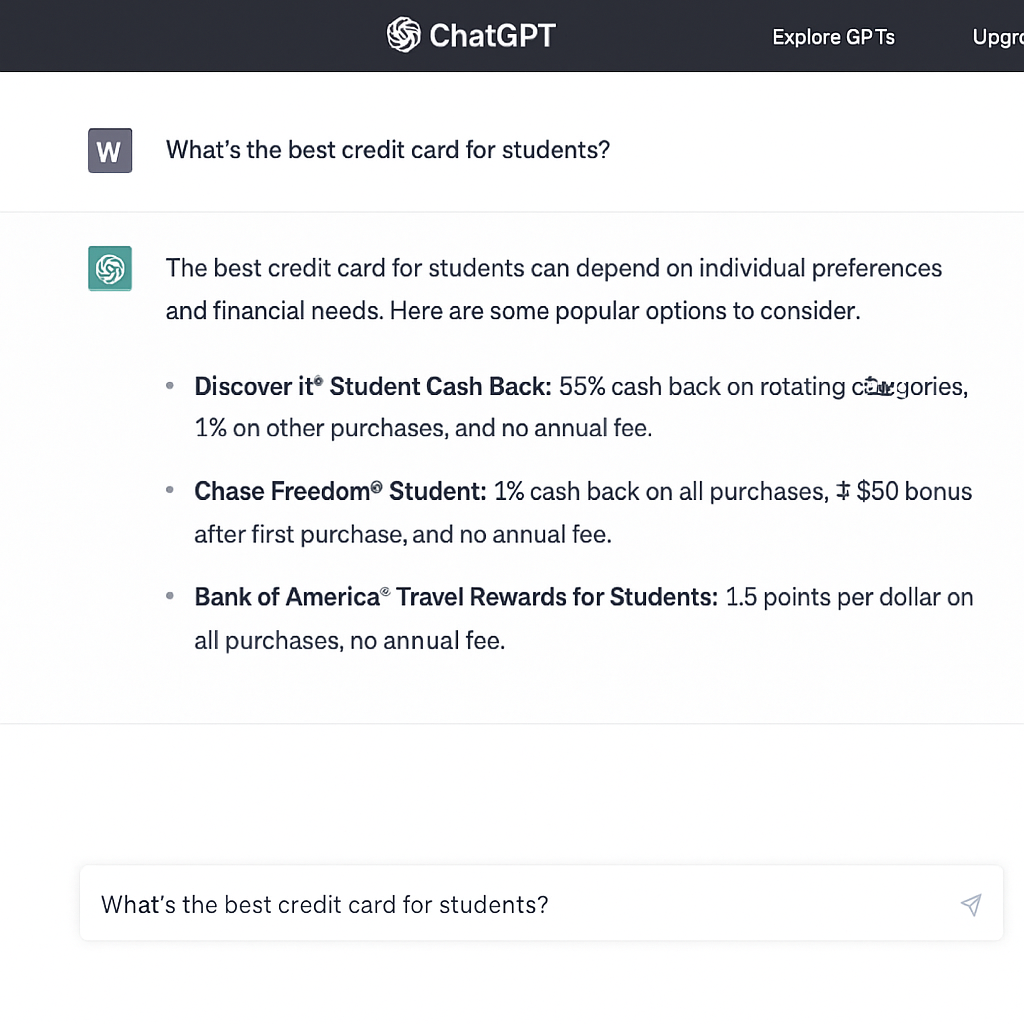 ChatGPT
Explore GPTs
Upgr
W
What's the best credit card for students?
The best credit card for students can depend on individual preferences
and financial needs. Here are some popular options to consider.
• Discover it® Student Cash Back: 55% cash back on rotating
1% on other purchases, and no annual fee.
• Chase Freedom® Student: 1% cash back on all purchases, $50 bonus
after first purchase, and no annual fee.
• Bank of America® Travel Rewards for Students: 1.5 points per dollar on
all purchases, no annual fee.
What's the best credit card for students?